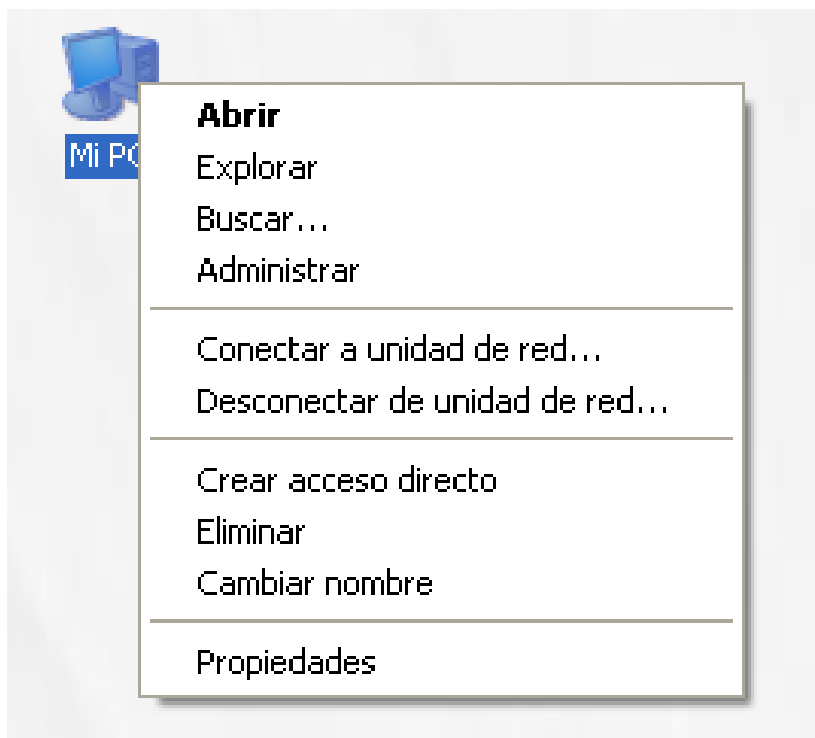 Mi PC
Abrir
Explorar
Buscar...
Administrar
Conectar a unidad de red...
Desconectar de unidad de red...
Crear acceso directo
Eliminar
Cambiar nombre
Propiedades